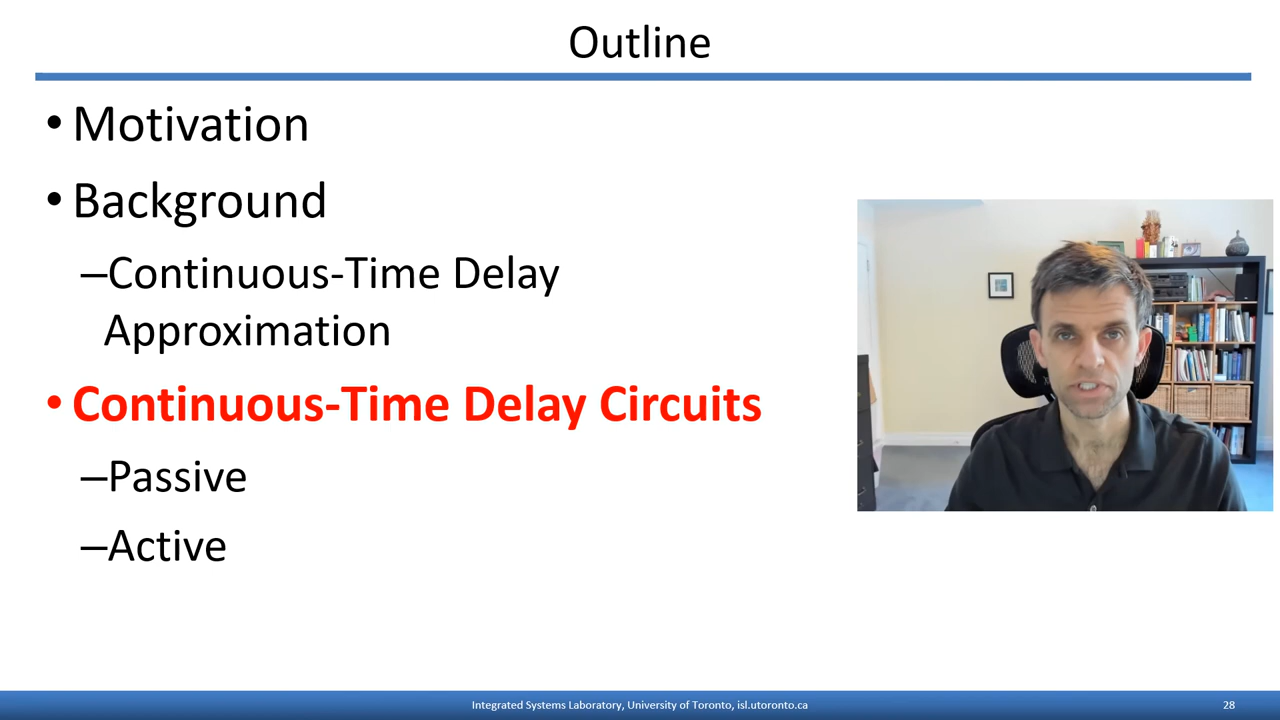 Outline
• Motivation
• Background
–Continuous-Time Delay
Approximation
• Continuous-Time Delay Circuits
–Passive
–Active
Integrated Systems Laboratory, University of Toronto, isl.utoronto.ca
28